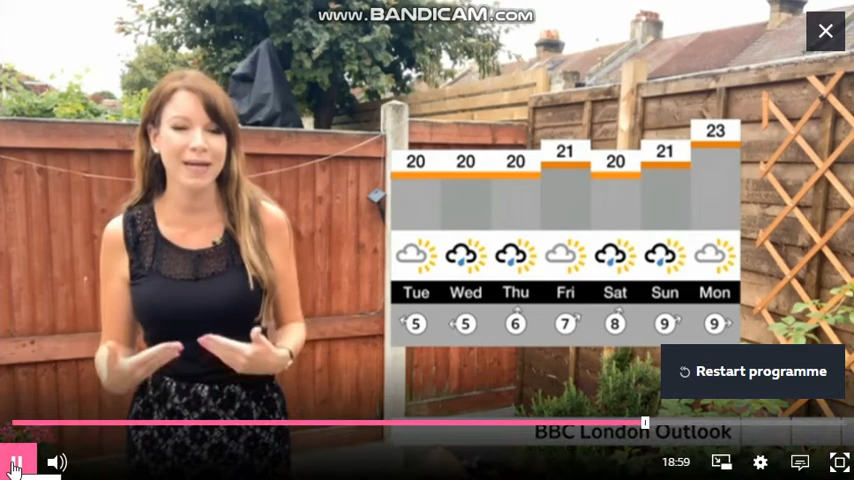 www.BANDICAM.com
20 20 20 21 20 21 23
Tue Wed Thu Fri Sat Sun Mon
5 5 6 7 8 9 9
Restart programme
BBC London Outlook
18:59